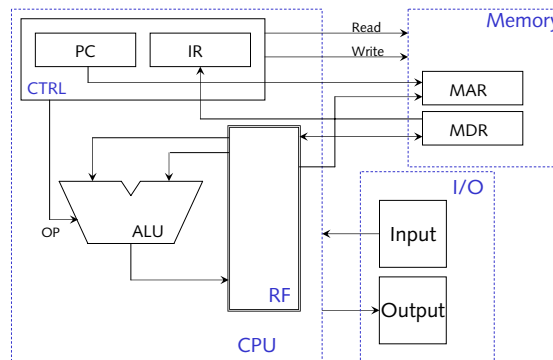 Memory
Read
PC
IR
Write
CTRL
MAR
MDR
I/O
OP
ALU
Input
RF
Output
CPU